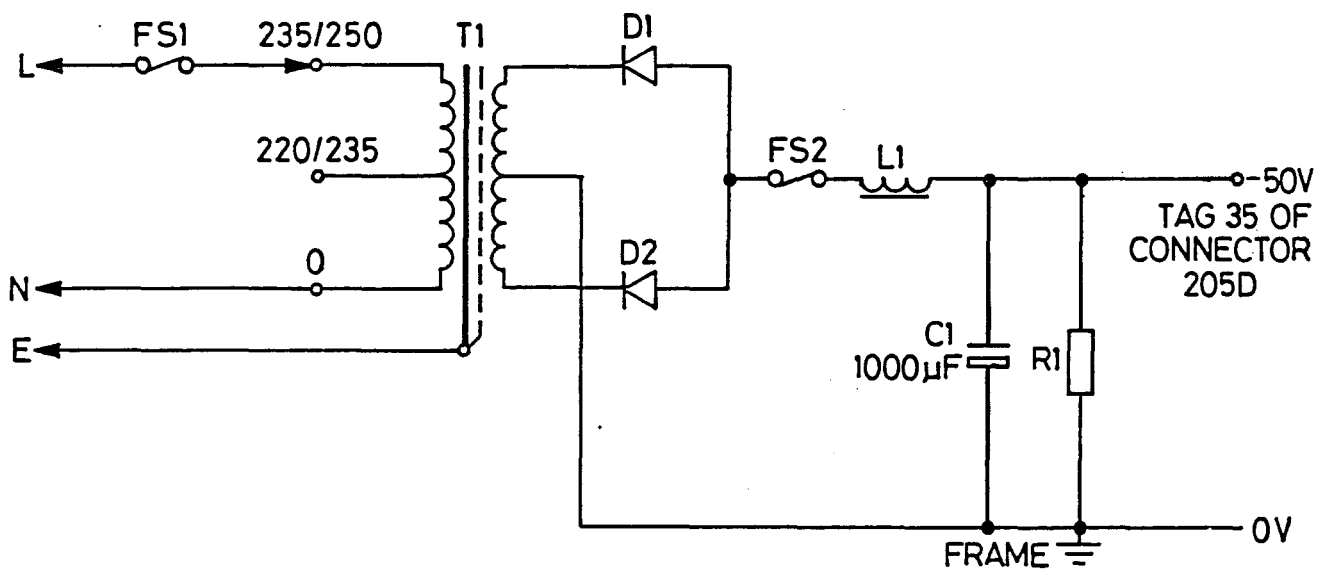 FS1
235/250
T1
D1
L
220/235
FS2
L1
-50V
TAG 35 OF
CONNECTOR
205D
N
0
D2
E
C1
1000µF
R1
FRAME
0V